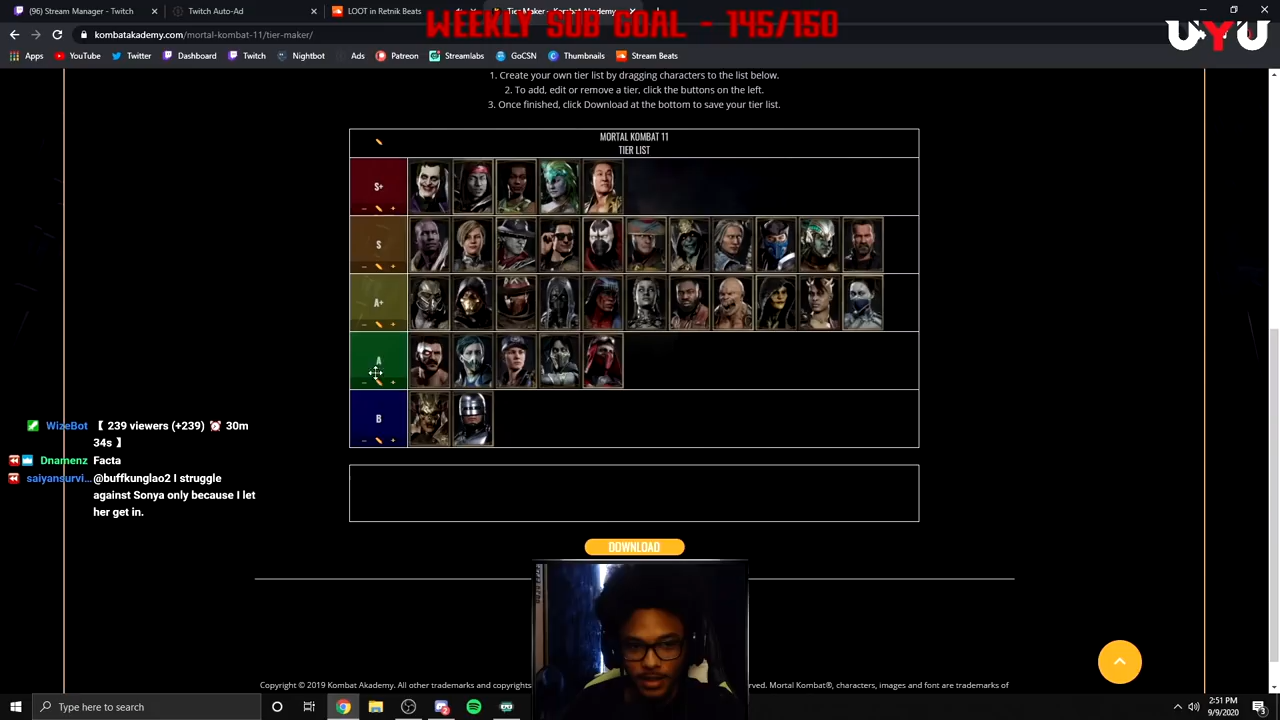 (96) Stream Manager - Twitch
Twitch Auto-Ad
LOOT in Retnik Beats
WEEKLY SUB GOAL - 145/150
kombatakademy.com/mortal-kombat-11/tier-maker/
UYU
Apps YouTube Twitter Dashboard Twitch Nightbot Ads Patreon Streamlabs GoCSN Thumbnails Stream Beats
1. Create your own tier list by dragging characters to the list below.
2. To add, edit or remove a tier, click the buttons on the left.
3. Once finished, click Download at the bottom to save your tier list.
MORTAL KOMBAT 11
TIER LIST
S+
S
A+
A
B
WizeBot 【 239 viewers (+239) ⏰ 30m
34s 】
Dnamenz Facta
saiyansurvi... @buffkunglao2 I struggle
against Sonya only because I let
her get in.
DOWNLOAD
Copyright © 2019 Kombat Akademy. All other trademarks and copyrights
rved. Mortal Kombat®, characters, images and font are trademarks of
Type here to search
2:51 PM
9/9/2020